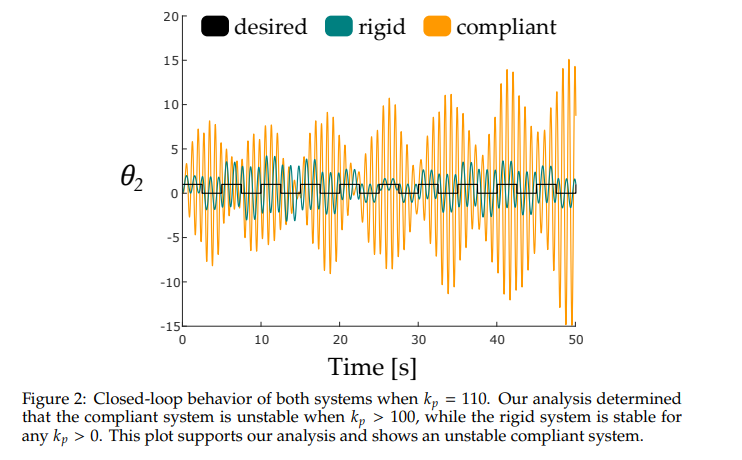 20
desired rigid compliant
15
10
5
θ2
0
-5
-10
-15
0 10 20 30 40 50
Time [s]
Figure 2: Closed-loop behavior of both systems when kp = 110. Our analysis determined
that the compliant system is unstable when kp > 100, while the rigid system is stable for
any kp > 0. This plot supports our analysis and shows an unstable compliant system.